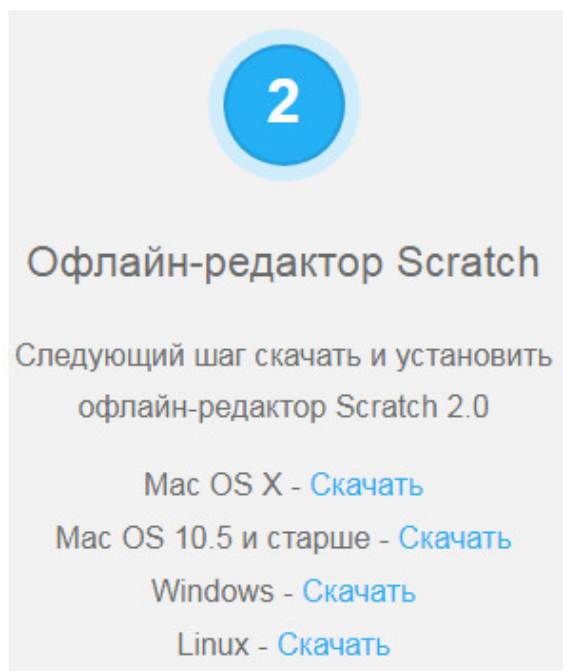 2
Офлайн-редактор Scratch
Следующий шаг скачать и установить
офлайн-редактор Scratch 2.0
Mac OS X - Скачать
Mac OS 10.5 и старше - Скачать
Windows - Скачать
Linux - Скачать